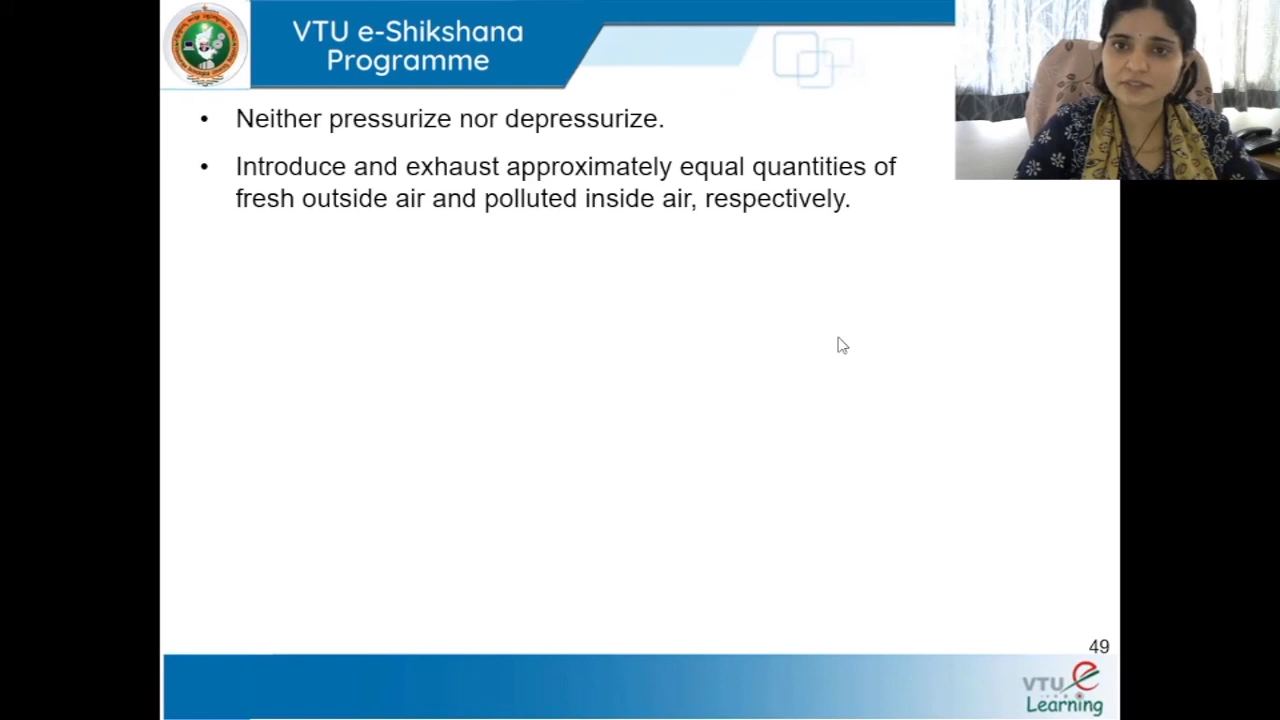 VTU e-Shikshana
Programme
• Neither pressurize nor depressurize.
• Introduce and exhaust approximately equal quantities of
fresh outside air and polluted inside air, respectively.
49
VTU e
Learning